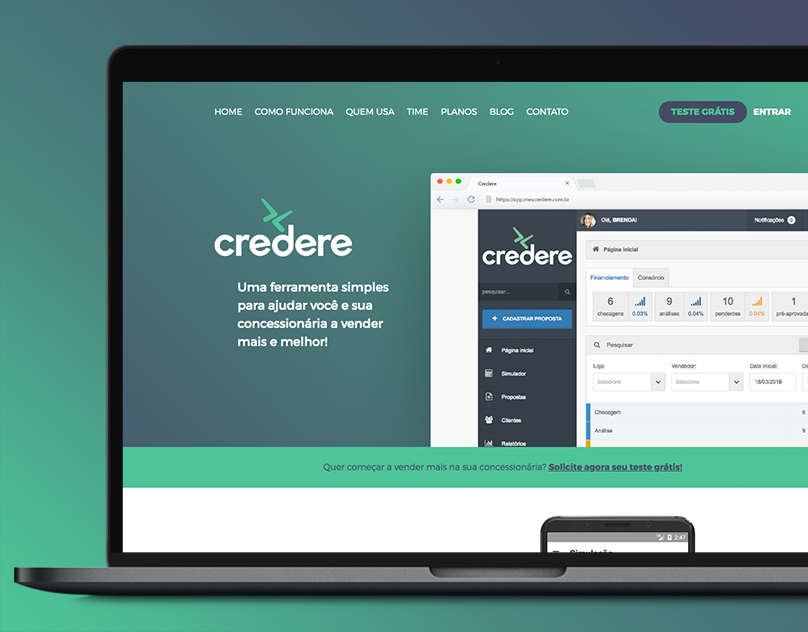 HOME COMO FUNCIONA QUEM USA TIME PLANOS BLOG CONTATO TESTE GRÁTIS ENTRAR
credere
Uma ferramenta simples
para ajudar você e sua
concessionária a vender
mais e melhor!
Credere
https://app.meucredere.com.br
credere
pesquisar...
CADASTRAR PROPOSTA
Página inicial
Simulador
Propostas
Clientes
Relatórios
Olá, BRENDA!
Notificações 0
Página inicial
Financiamento Consórcio
6 9 10 1
checagens 0.03% análises 0.04% pendentes 0.04% pré-aprovada
Pesquisar
Loja: Vendedor: Data inicial: Da
Selecione Selecione 18/03/2018
Checagem 6
Análise 9
Quer começar a vender mais na sua concessionária? Solicite agora seu teste grátis!
2:47
Simulação